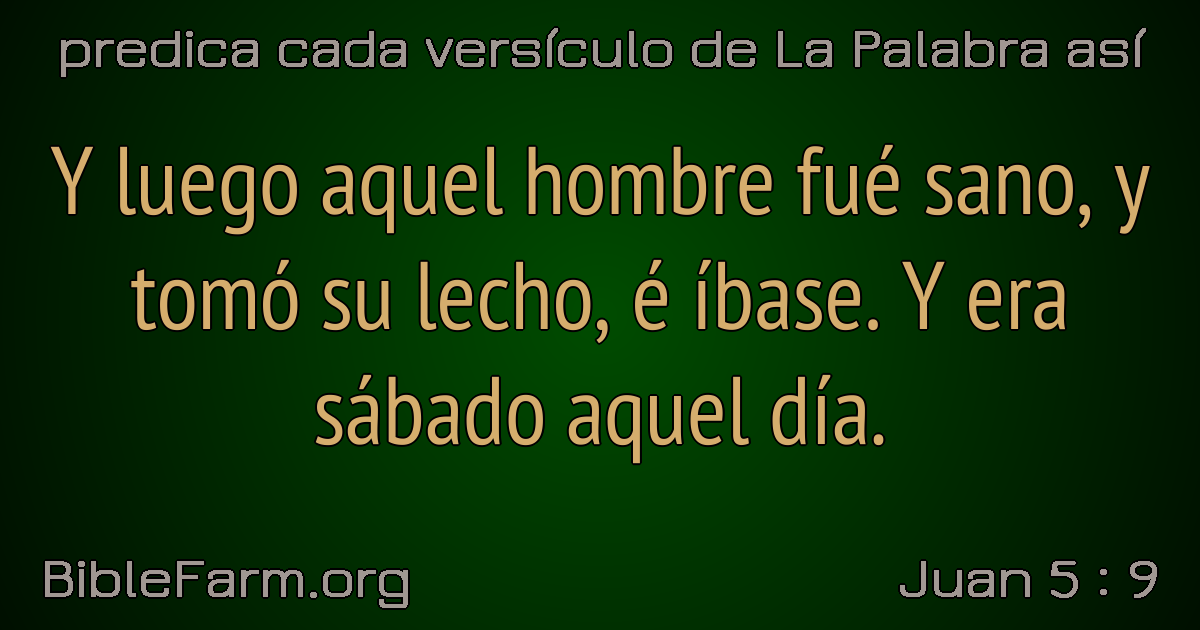 predica cada versículo de La Palabra así
Y luego aquel hombre fué sano, y
tomó su lecho, é íbase. Y era
sábado aquel día.
BibleFarm.org
Juan 5 : 9